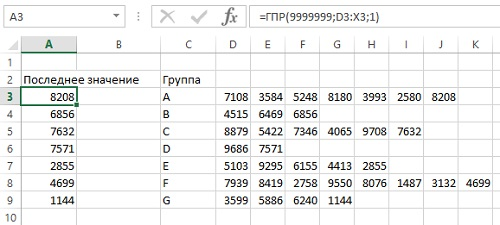 A3
=ГПР(9999999;D3:X3;1)
A B C D E F G H I J K
1
2 Последнее значение Группа
3 8208 A 7108 3584 5248 8180 3993 2580 8208
4 6856 B 4515 6469 6856
5 7632 C 8879 5422 7346 4065 9708 7632
6 7571 D 9686 7571
7 2855 E 5103 9295 6155 4413 2855
8 4699 F 7939 8419 2758 9550 8076 1487 3132 4699
9 1144 G 3599 5886 6240 1144
10